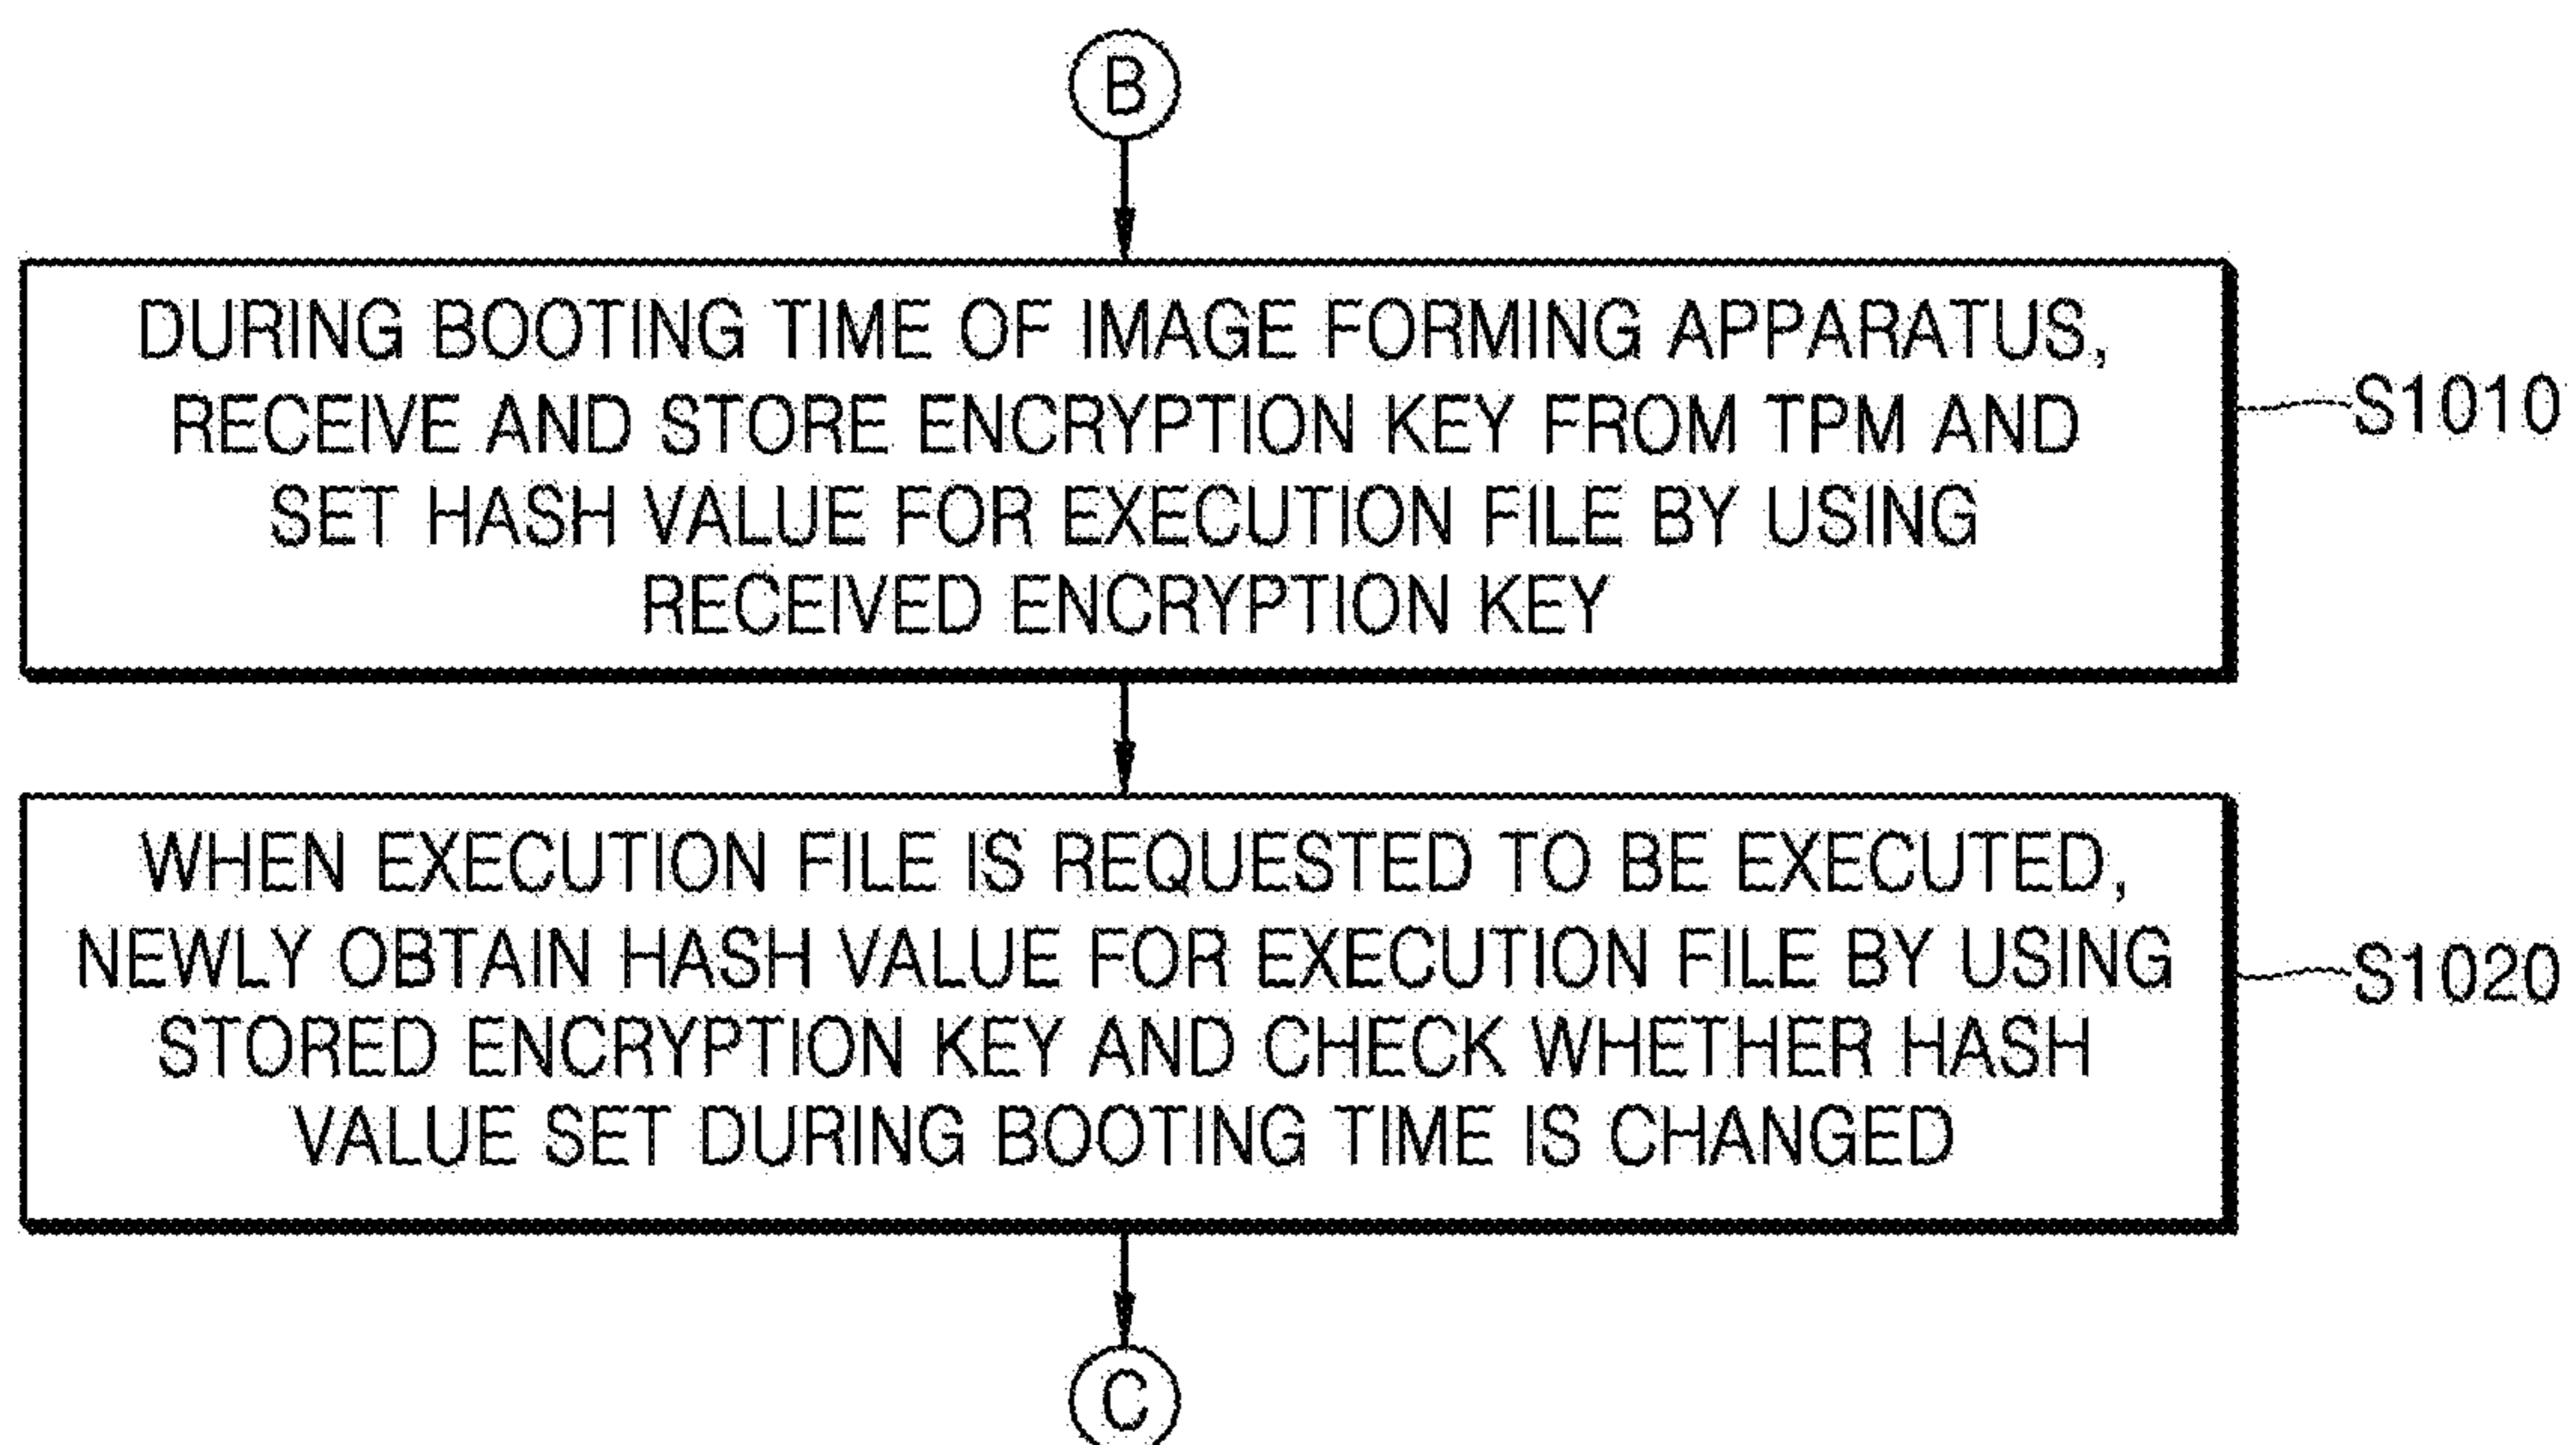 B
DURING BOOTING TIME OF IMAGE FORMING APPARATUS,
RECEIVE AND STORE ENCRYPTION KEY FROM TPM AND
SET HASH VALUE FOR EXECUTION FILE BY USING
RECEIVED ENCRYPTION KEY
S1010
WHEN EXECUTION FILE IS REQUESTED TO BE EXECUTED,
NEWLY OBTAIN HASH VALUE FOR EXECUTION FILE BY USING
STORED ENCRYPTION KEY AND CHECK WHETHER HASH
VALUE SET DURING BOOTING TIME IS CHANGED
S1020
C